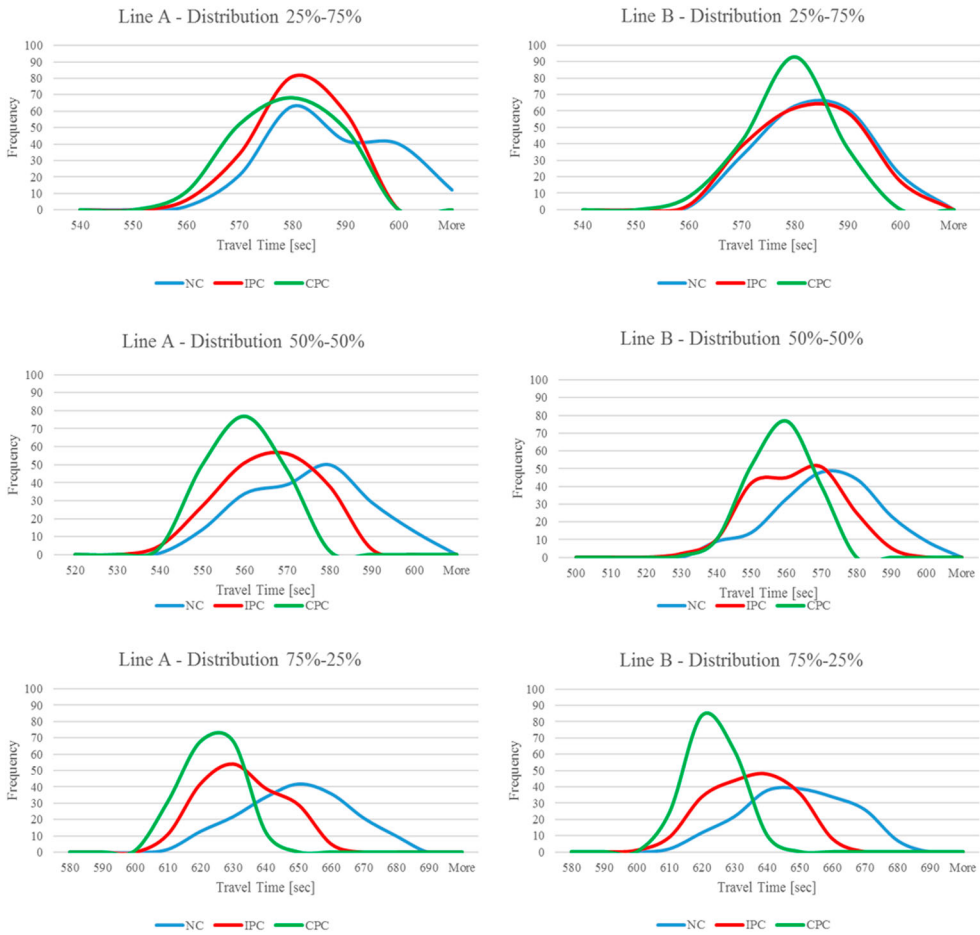 Line A - Distribution 25%-75%
100
90
80
70
60
50
40
30
20
10
0
Frequency
540 550 560 570 580 590 600 More
Travel Time [sec]
NC IPC CPC
Line B - Distribution 25%-75%
100
90
80
70
60
50
40
30
20
10
0
Frequency
540 550 560 570 580 590 600 More
Travel Time [sec]
NC IPC CPC
Line A - Distribution 50%-50%
100
90
80
70
60
50
40
30
20
10
0
Frequency
520 530 540 550 560 570 580 590 600 More
Travel Time [sec]
NC IPC CPC
Line B - Distribution 50%-50%
100
90
80
70
60
50
40
30
20
10
0
Frequency
500 510 520 530 540 550 560 570 580 590 600 More
Travel Time [sec]
NC IPC CPC
Line A - Distribution 75%-25%
100
90
80
70
60
50
40
30
20
10
0
Frequency
580 590 600 610 620 630 640 650 660 670 680 690 More
Travel Time [sec]
NC IPC CPC
Line B - Distribution 75%-25%
100
90
80
70
60
50
40
30
20
10
0
Frequency
580 590 600 610 620 630 640 650 660 670 680 690 More
Travel Time [sec]
NC IPC CPC